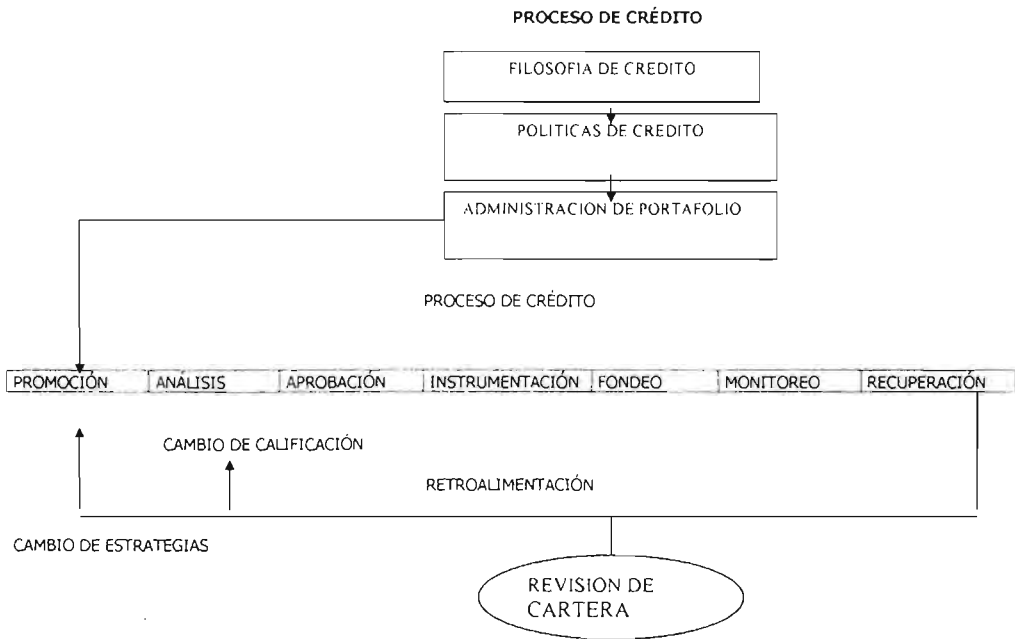 PROCESO DE CRÉDITO
FILOSOFIA DE CREDITO
POLITICAS DE CREDITO
ADMINISTRACION DE PORTAFOLIO
PROCESO DE CRÉDITO
PROMOCIÓN ANÁLISIS APROBACIÓN INSTRUMENTACIÓN FONDEO MONITOREO RECUPERACIÓN
CAMBIO DE CALIFICACIÓN
RETROALIMENTACIÓN
CAMBIO DE ESTRATEGIAS
REVISION DE
CARTERA